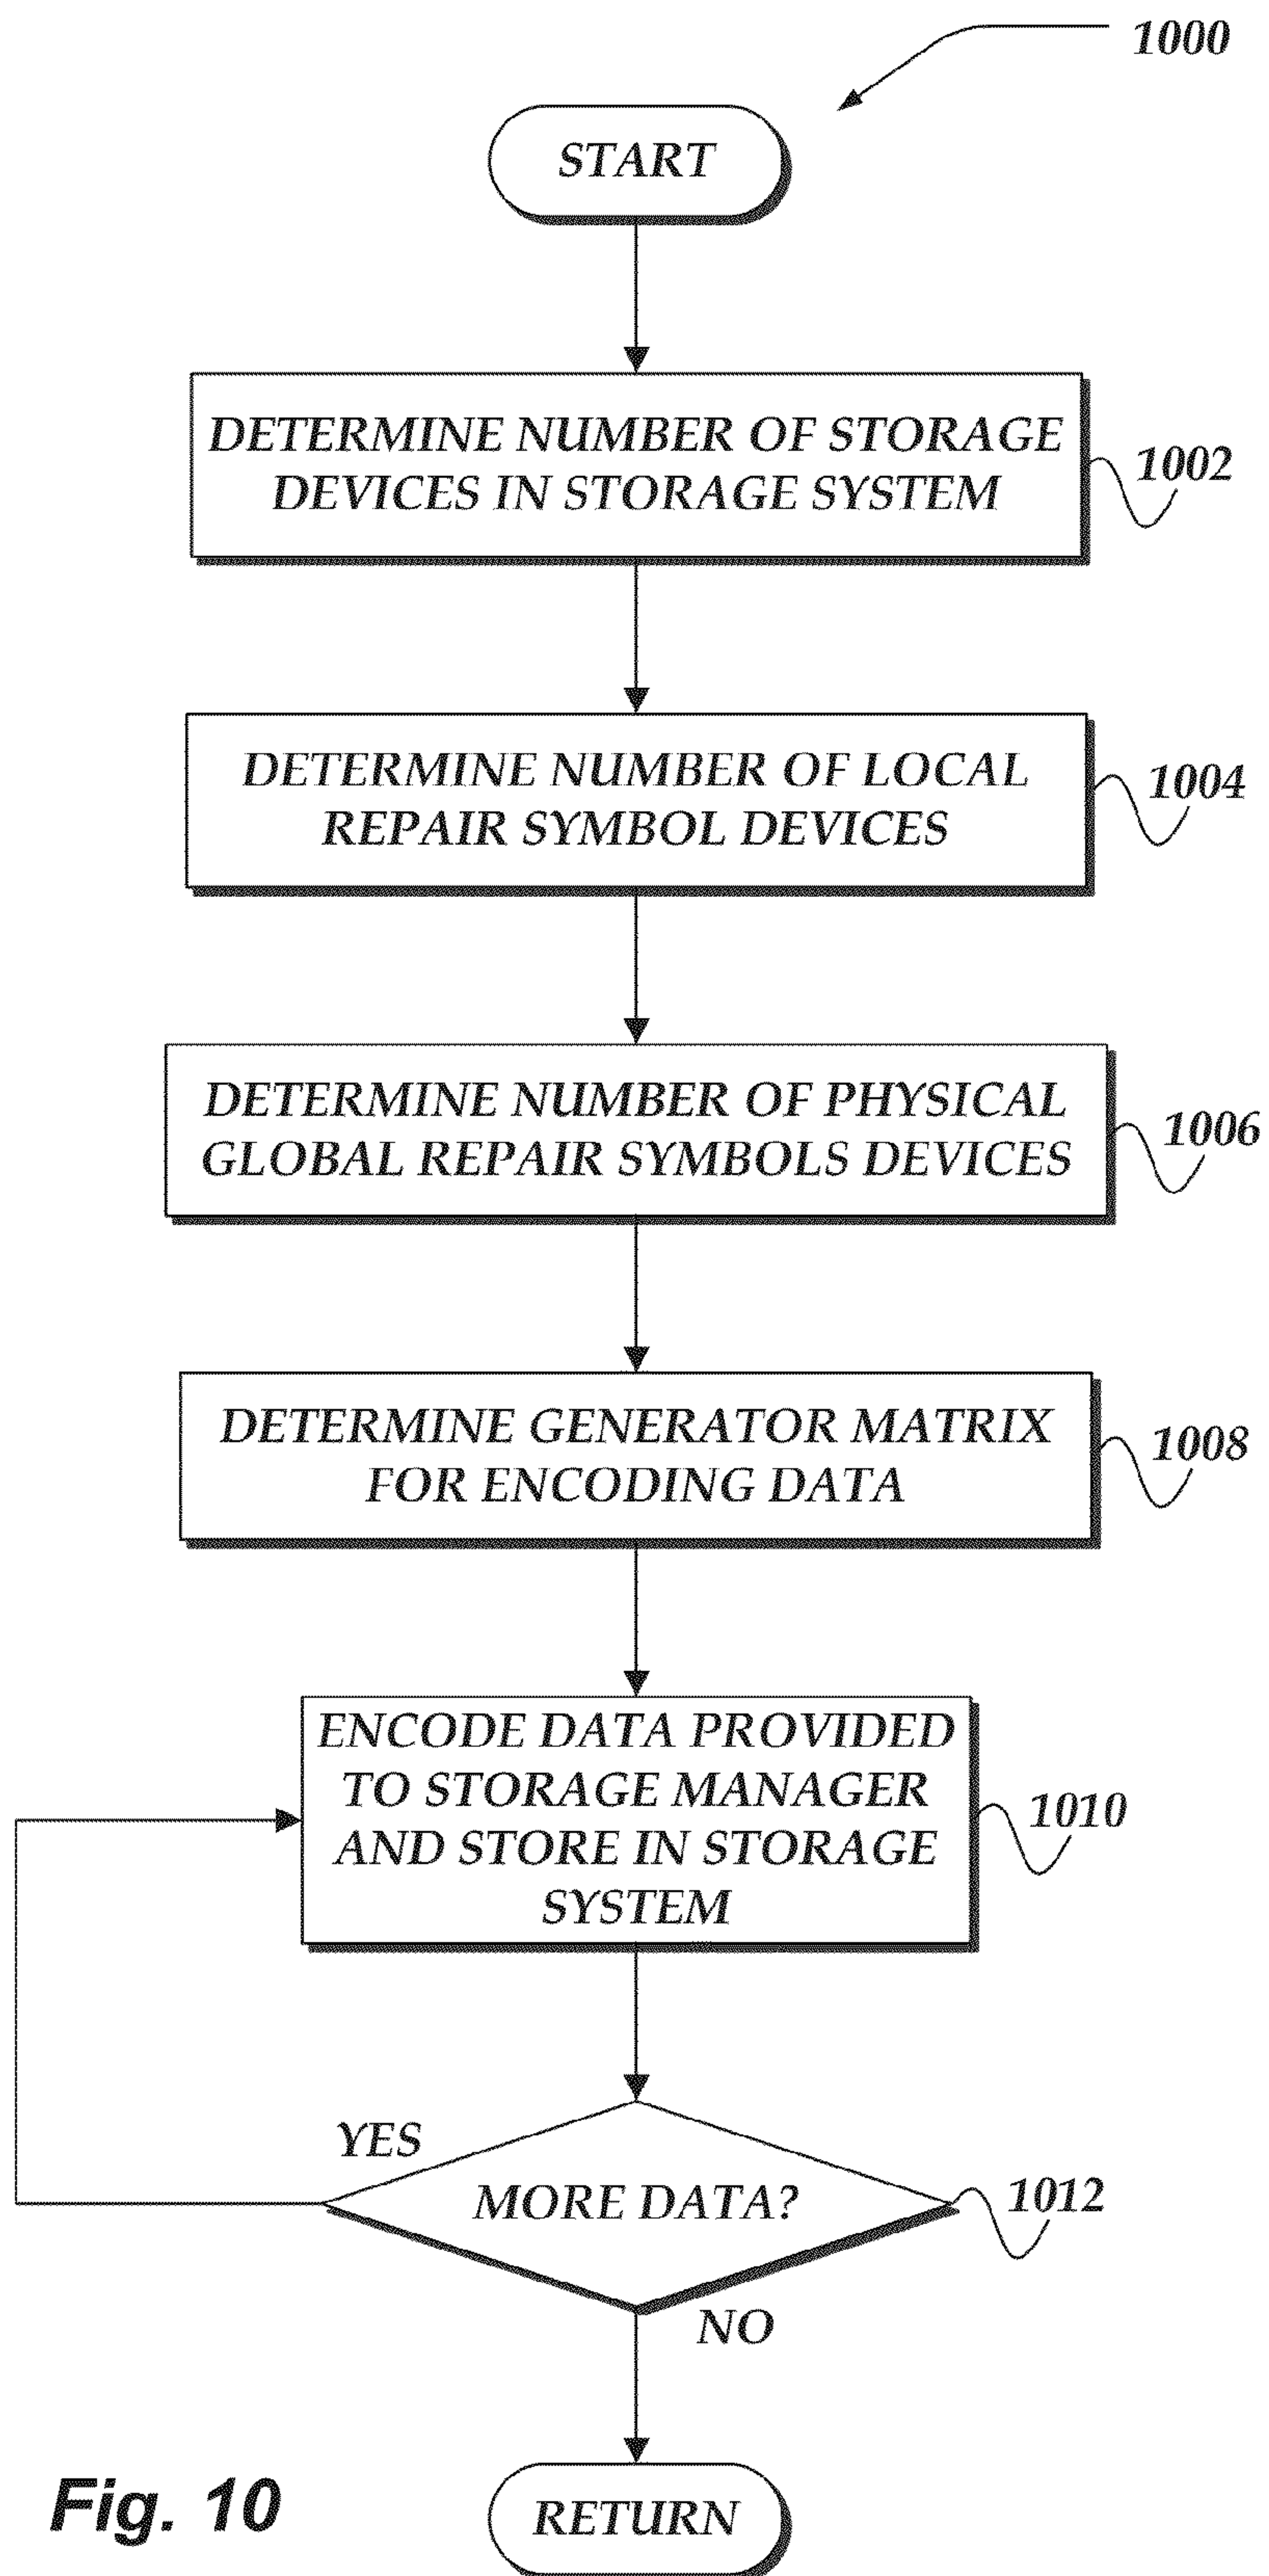 1000
START
DETERMINE NUMBER OF STORAGE
DEVICES IN STORAGE SYSTEM
1002
DETERMINE NUMBER OF LOCAL
REPAIR SYMBOL DEVICES
1004
DETERMINE NUMBER OF PHYSICAL
GLOBAL REPAIR SYMBOLS DEVICES
1006
DETERMINE GENERATOR MATRIX
FOR ENCODING DATA
1008
ENCODE DATA PROVIDED
TO STORAGE MANAGER
AND STORE IN STORAGE
SYSTEM
1010
YES
MORE DATA?
1012
NO
RETURN
Fig. 10